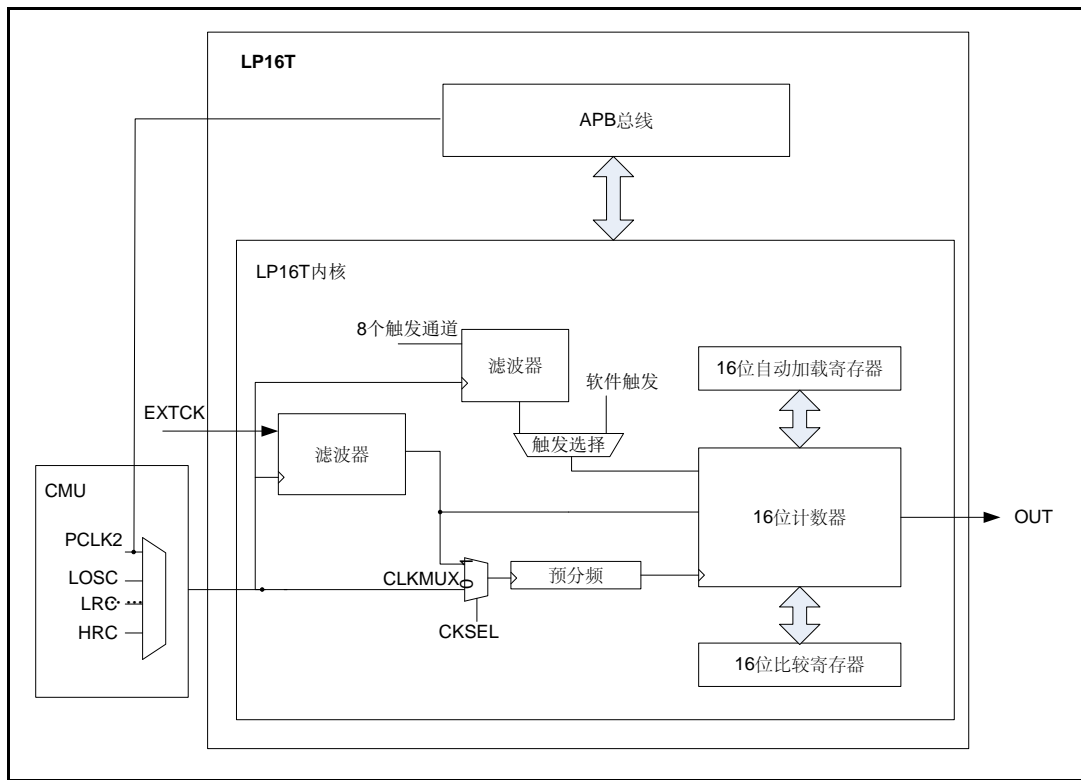 LP16T
APB总线
LP16T内核
8个触发通道
滤波器
16位自动加载寄存器
软件触发
EXTCK
滤波器
触发选择
CMU
16位计数器
OUT
PCLK2
LOSC
CLKMUX
1
0
预分频
LRC
HRC
CKSEL
16位比较寄存器